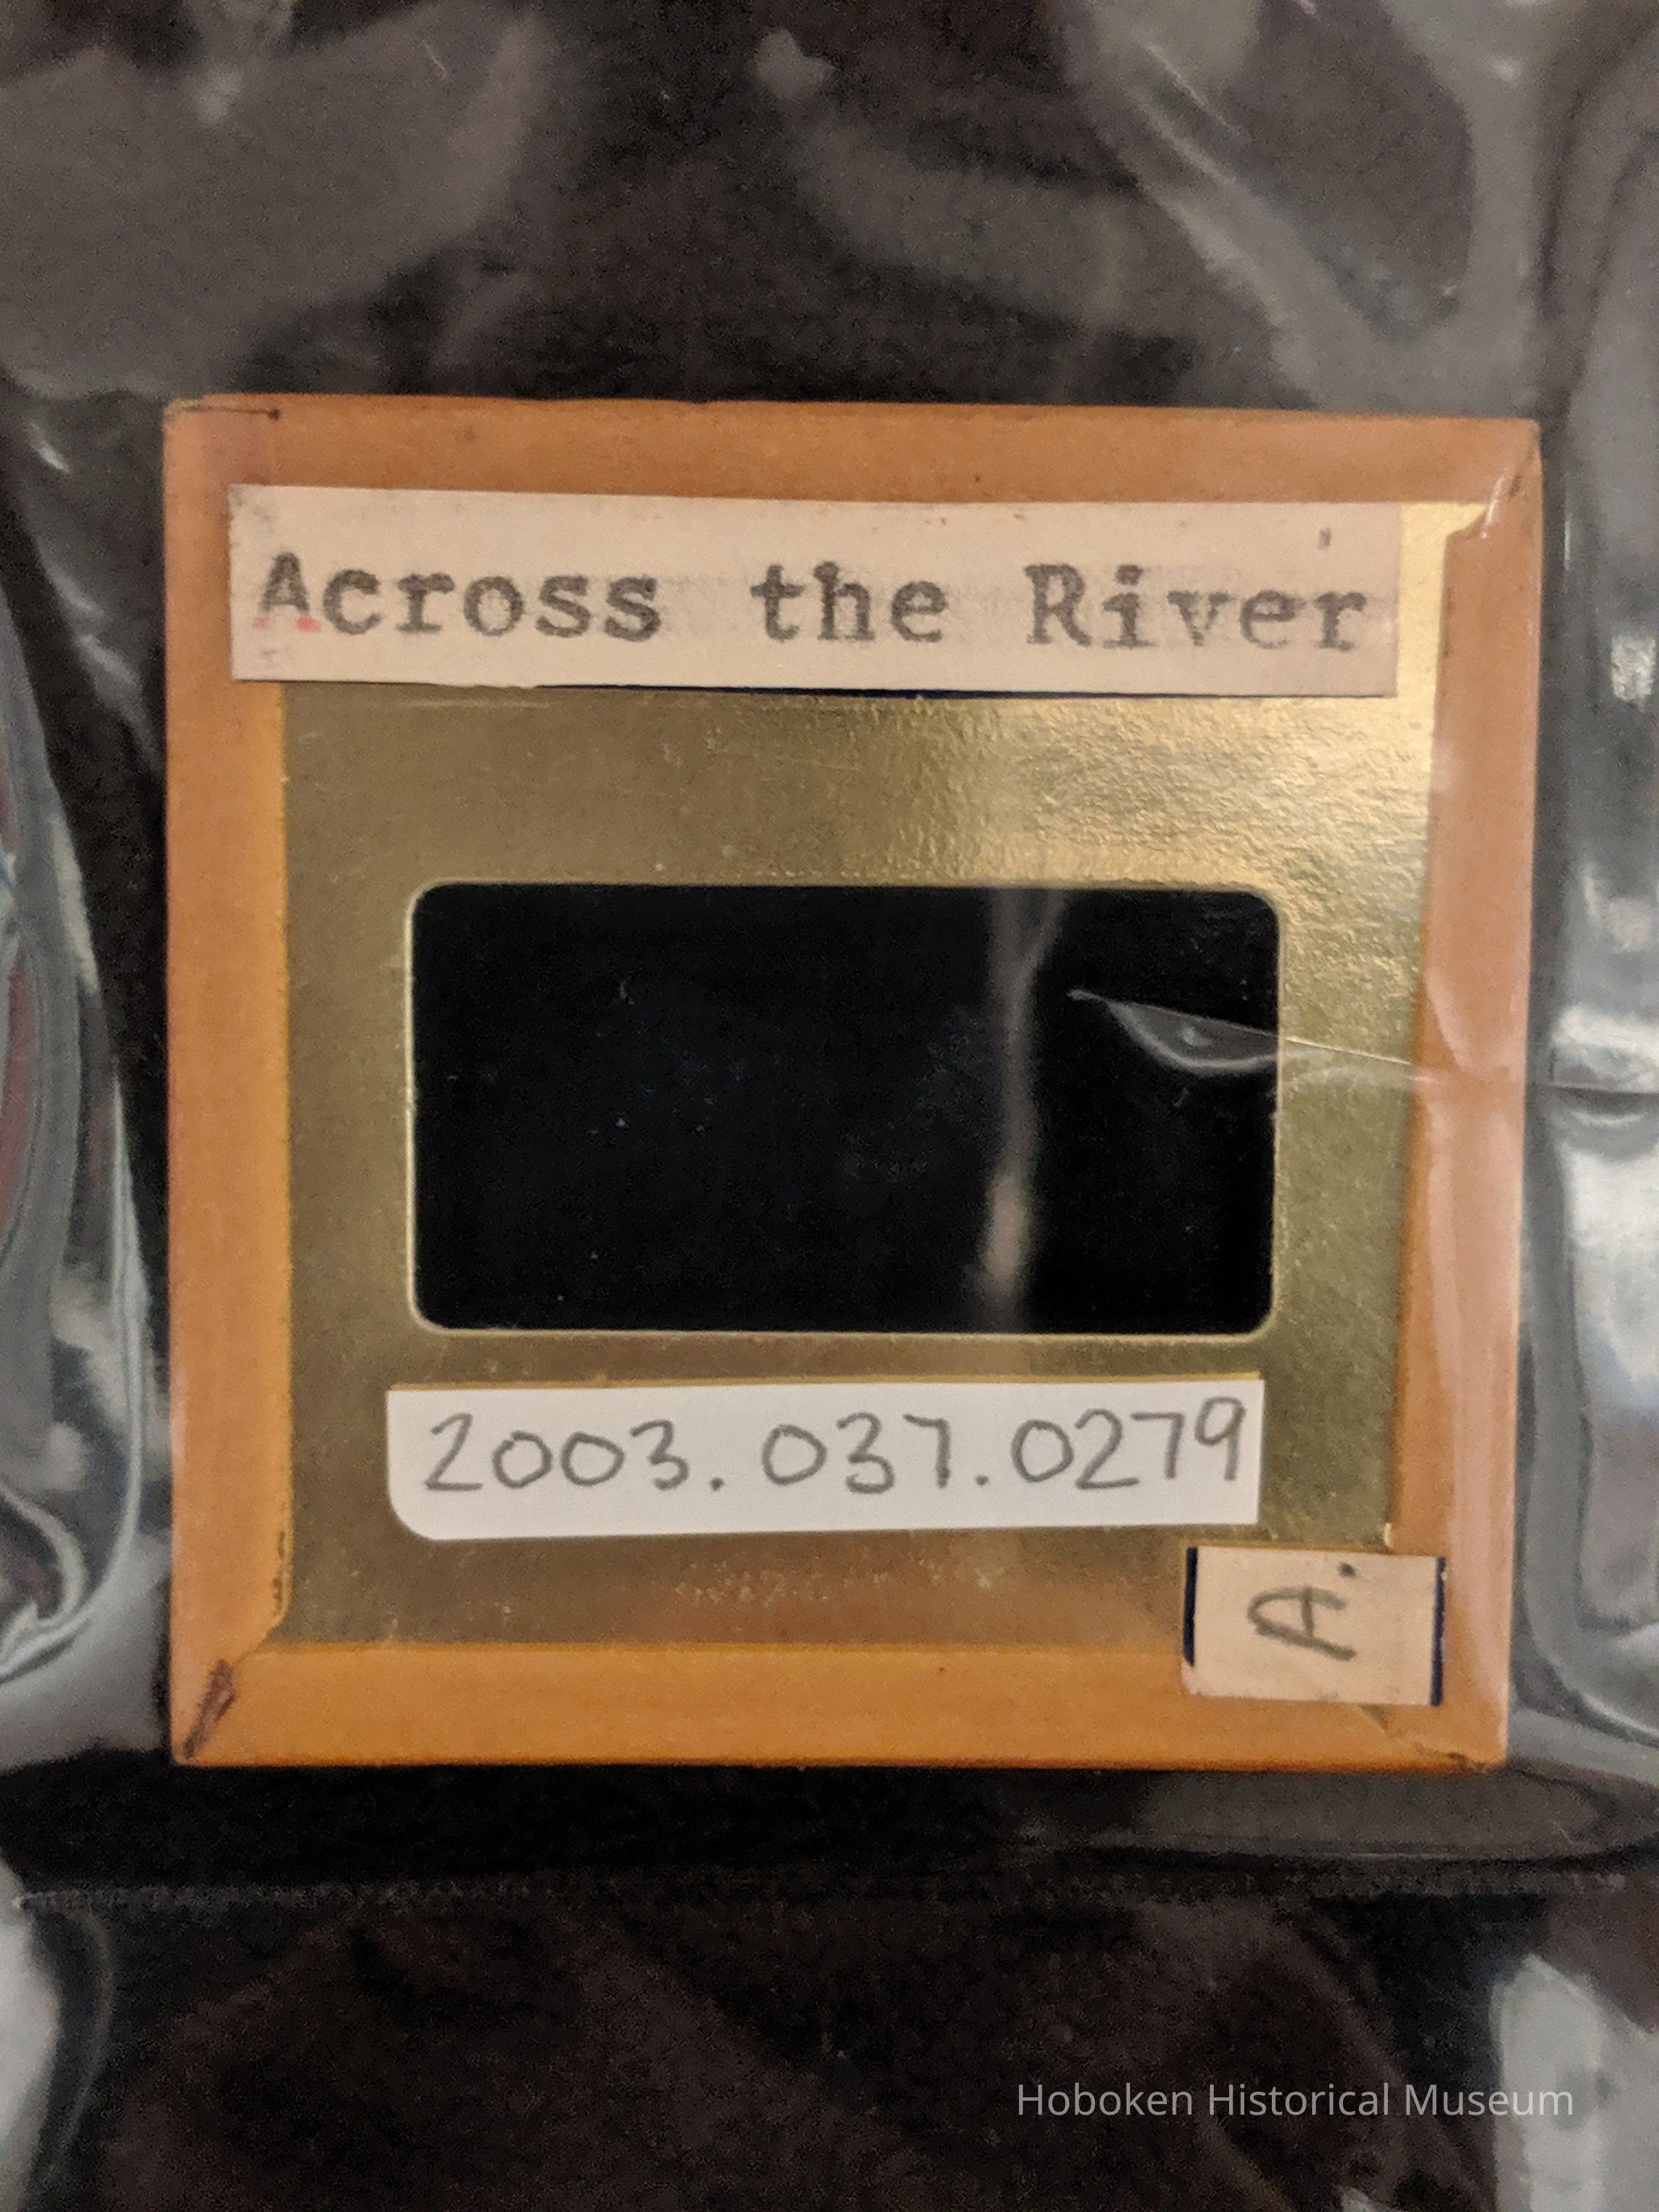 Across the River
2003.037.0279
A.
Hoboken Historical Museum